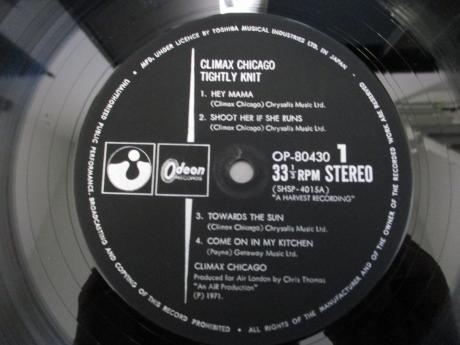 • MFG. UNDER LICENCE BY TOSHIBA MUSICAL INDUSTRIES LTD. IN JAPAN •
ALL RIGHTS OF THE MANUFACTURER AND OF THE OWNER OF THE RECORDED WORK ARE RESERVED
UNAUTHORIZED PUBLIC PERFORMANCE, BROADCASTING AND COPYING OF THIS RECORD PROHIBITED •
CLIMAX CHICAGO
TIGHTLY KNIT
1. HEY MAMA
(Climax Chicago) Chrysalis Music Ltd.
2. SHOOT HER IF SHE RUNS
(Climax Chicago) Chrysalis Music Ltd.
Odeon
RECORDS
OP-80430 1
33⅓ RPM STEREO
(SHSP-4015A)
"A HARVEST RECORDING"
3. TOWARDS THE SUN
(Climax Chicago) Chrysalis Music Ltd.
4. COME ON IN MY KITCHEN
(Payne) Gateway Music Ltd.
CLIMAX CHICAGO
Produced for Air London by Chris Thomas
"An AIR Production"
(P) 1971.